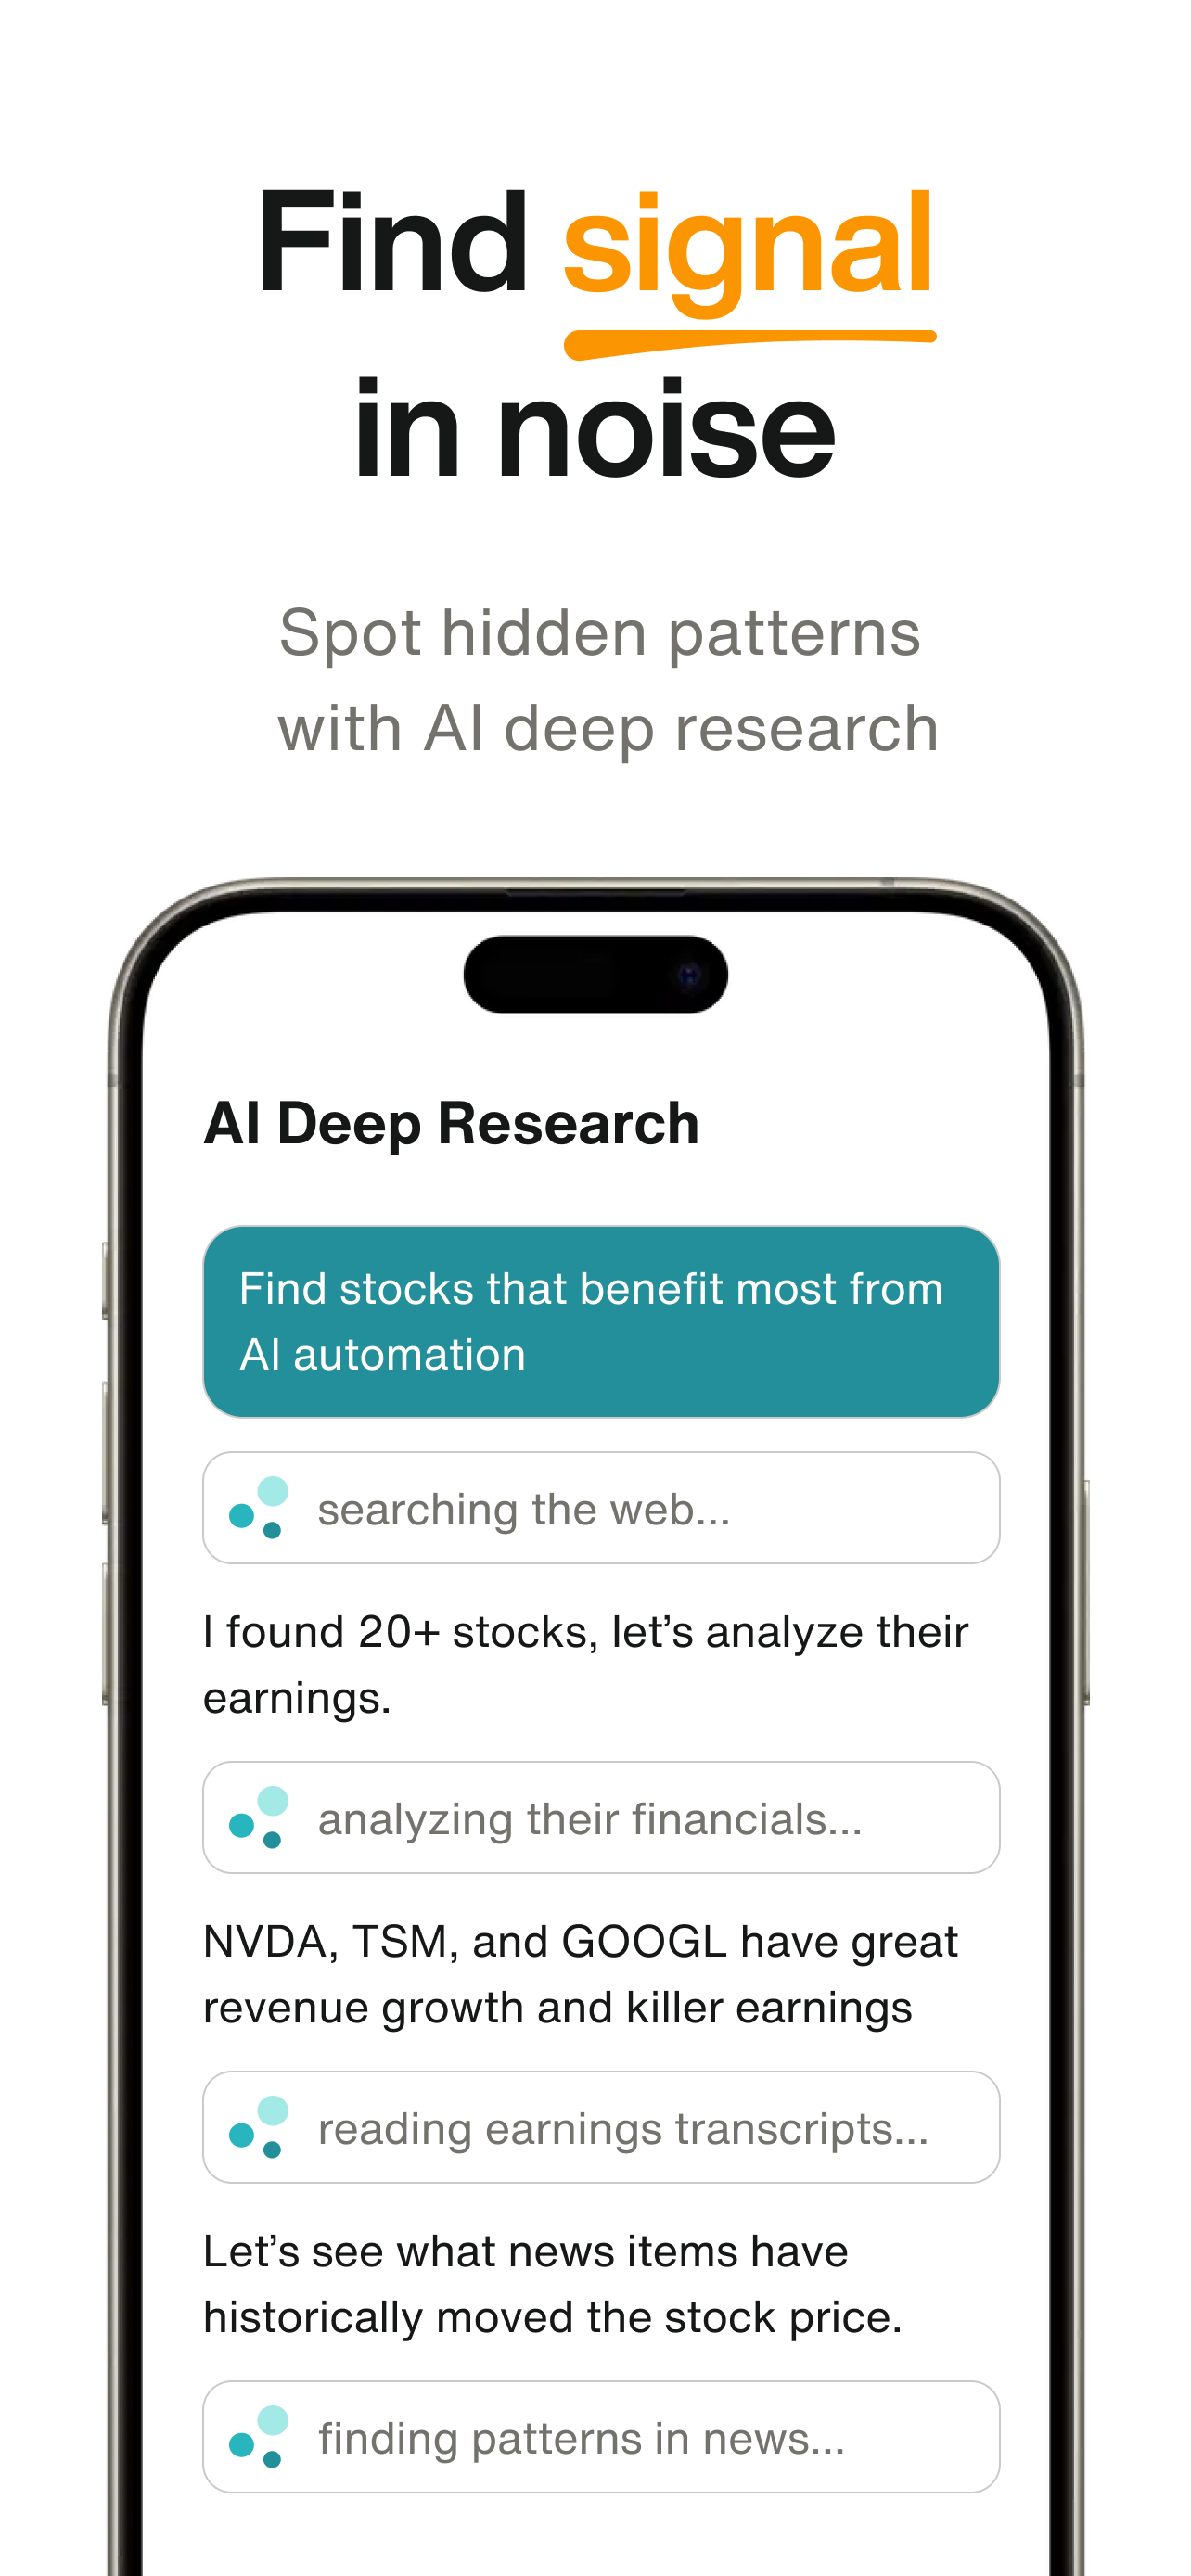 Find signal
in noise
Spot hidden patterns
with AI deep research
AI Deep Research
Find stocks that benefit most from
AI automation
searching the web...
I found 20+ stocks, let’s analyze their
earnings.
analyzing their financials...
NVDA, TSM, and GOOGL have great
revenue growth and killer earnings
reading earnings transcripts...
Let’s see what news items have
historically moved the stock price.
finding patterns in news...